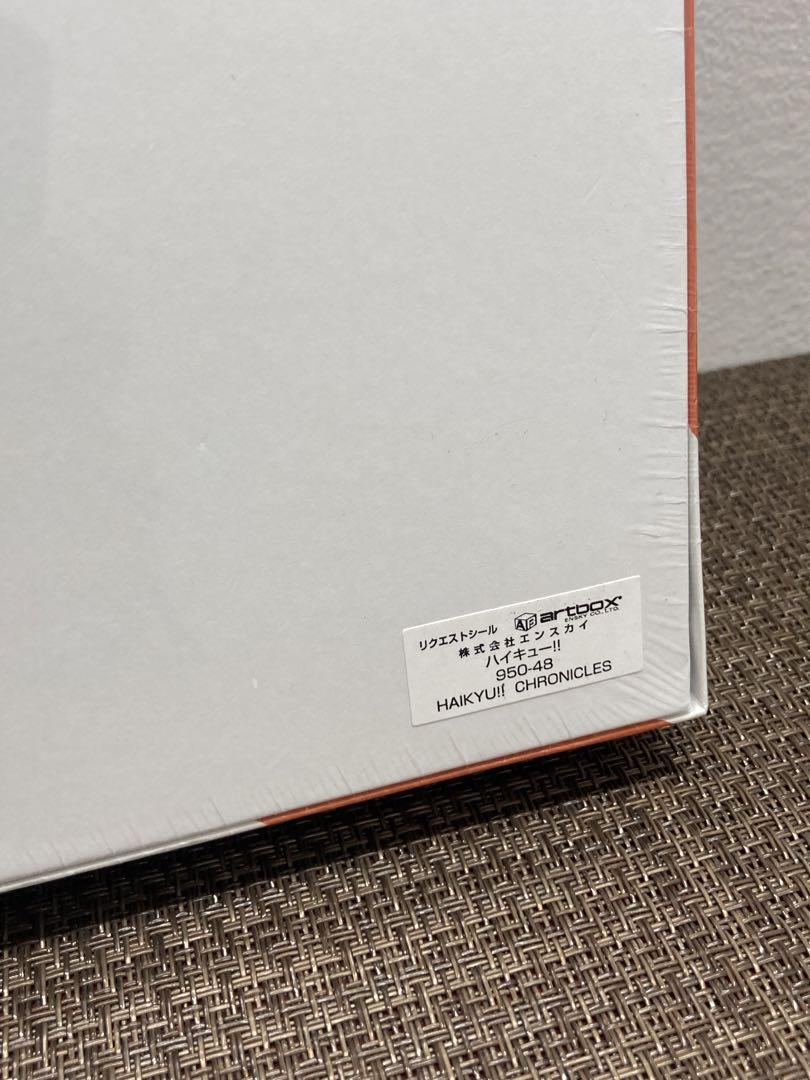 リクエストシール AIE artbox
ENSKY CO., LTD.
株式会社エンスカイ
ハイキュー!!
950-48
HAIKYU!! CHRONICLES